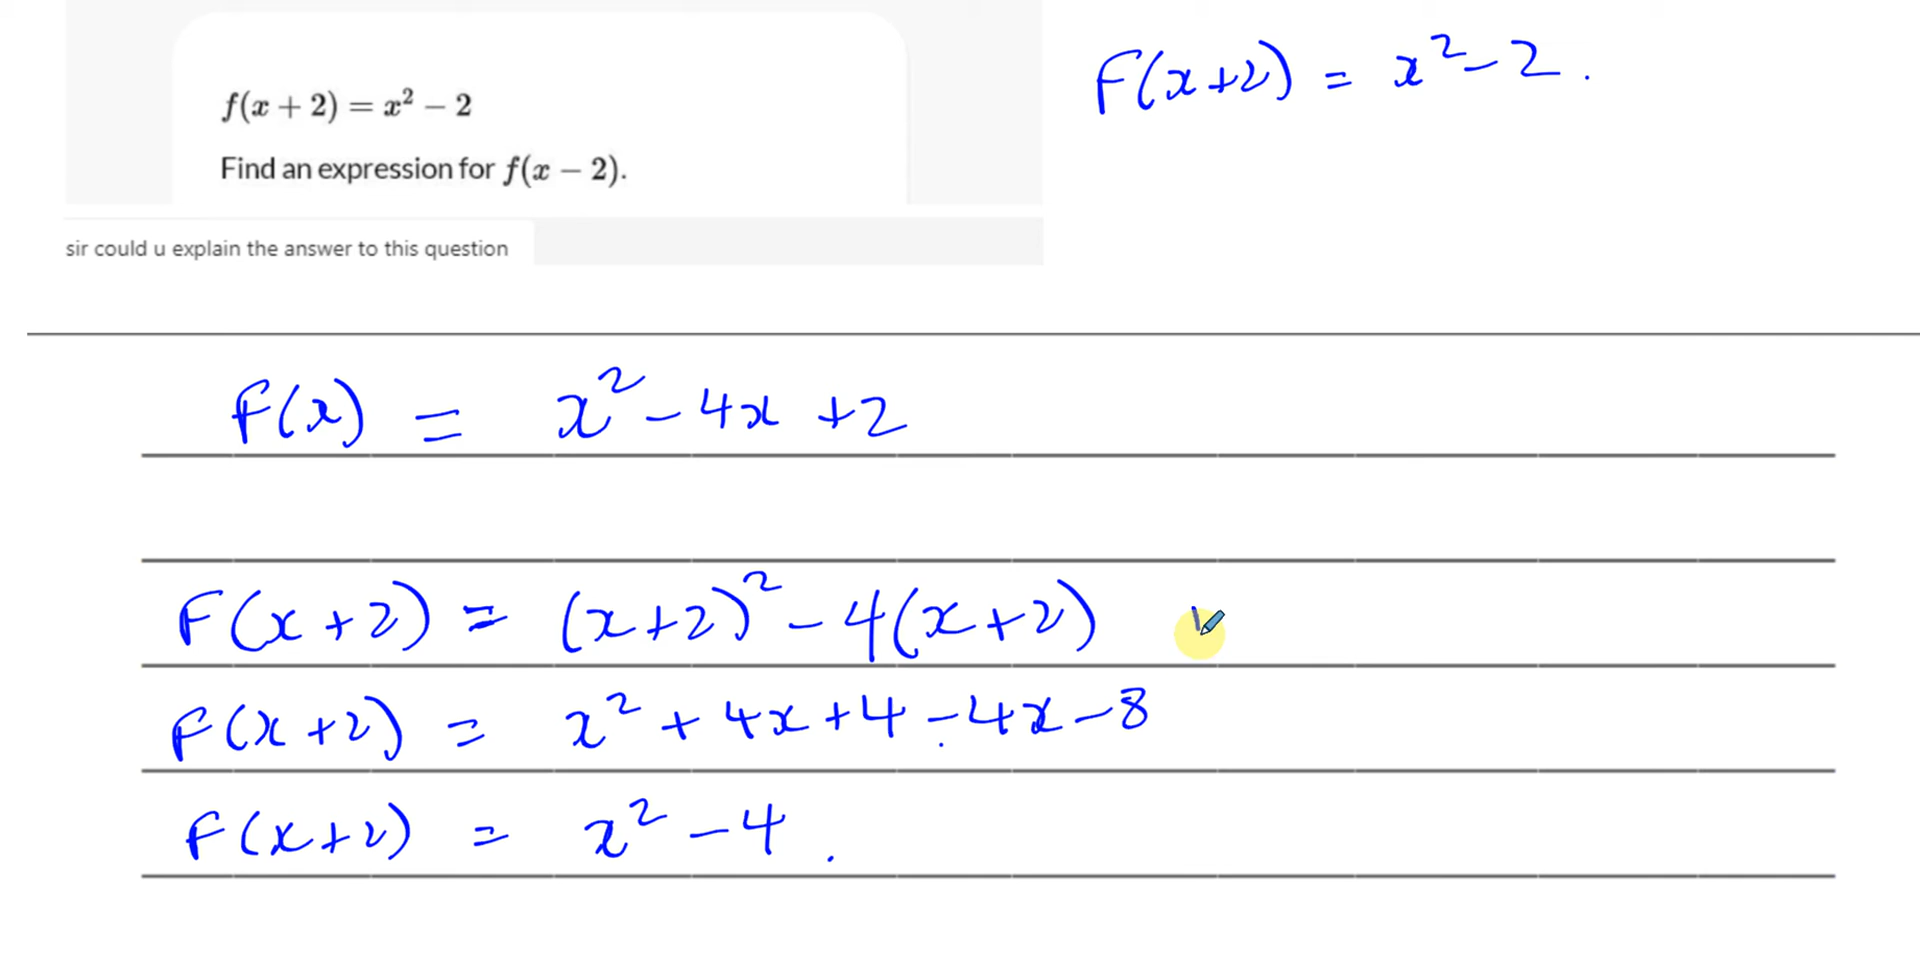 f(x + 2) = x² − 2
Find an expression for f(x − 2).
sir could u explain the answer to this question
F(x+2) = x² − 2 .
F(x) = x² − 4x + 2
F(x+2) = (x+2)² − 4(x+2)
F(x+2) = x² + 4x + 4 − 4x − 8
F(x+2) = x² − 4 .